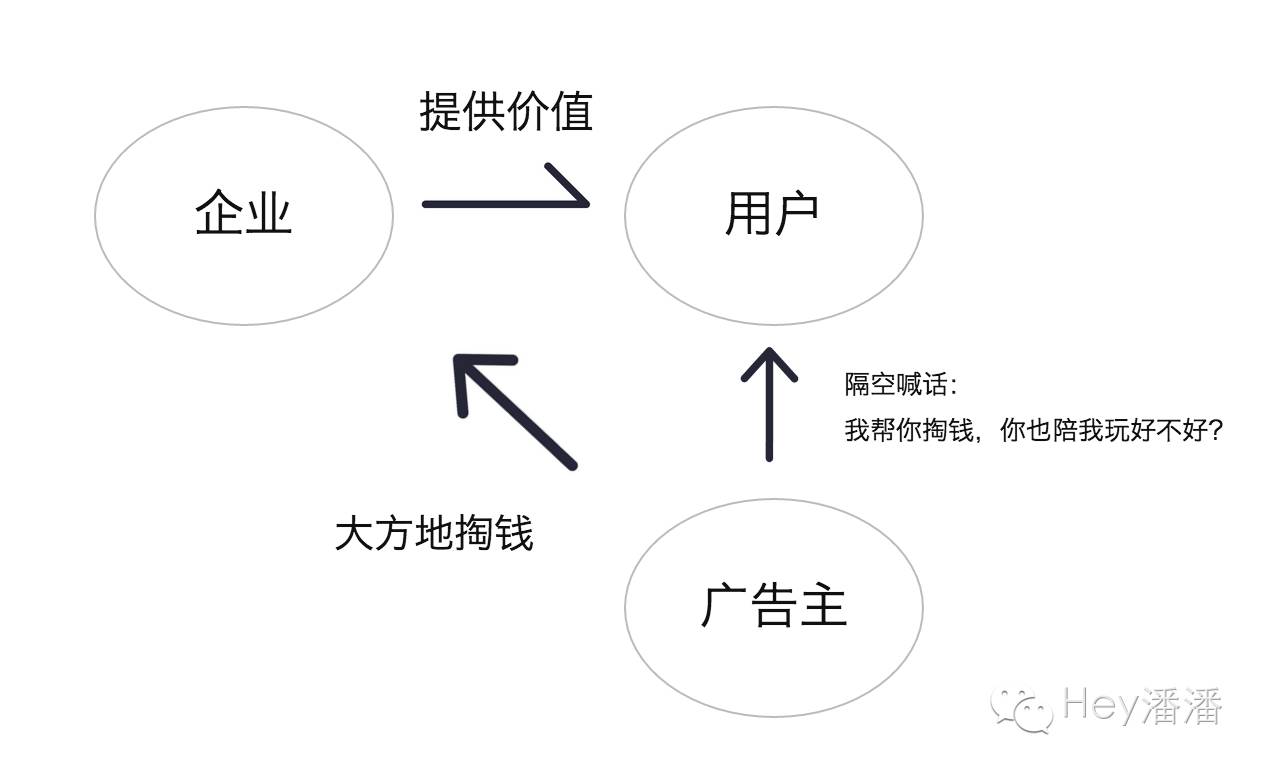 提供价值
企业
用户
隔空喊话：
我帮你掏钱，你也陪我玩好不好？
大方地掏钱
广告主
Hey潘潘